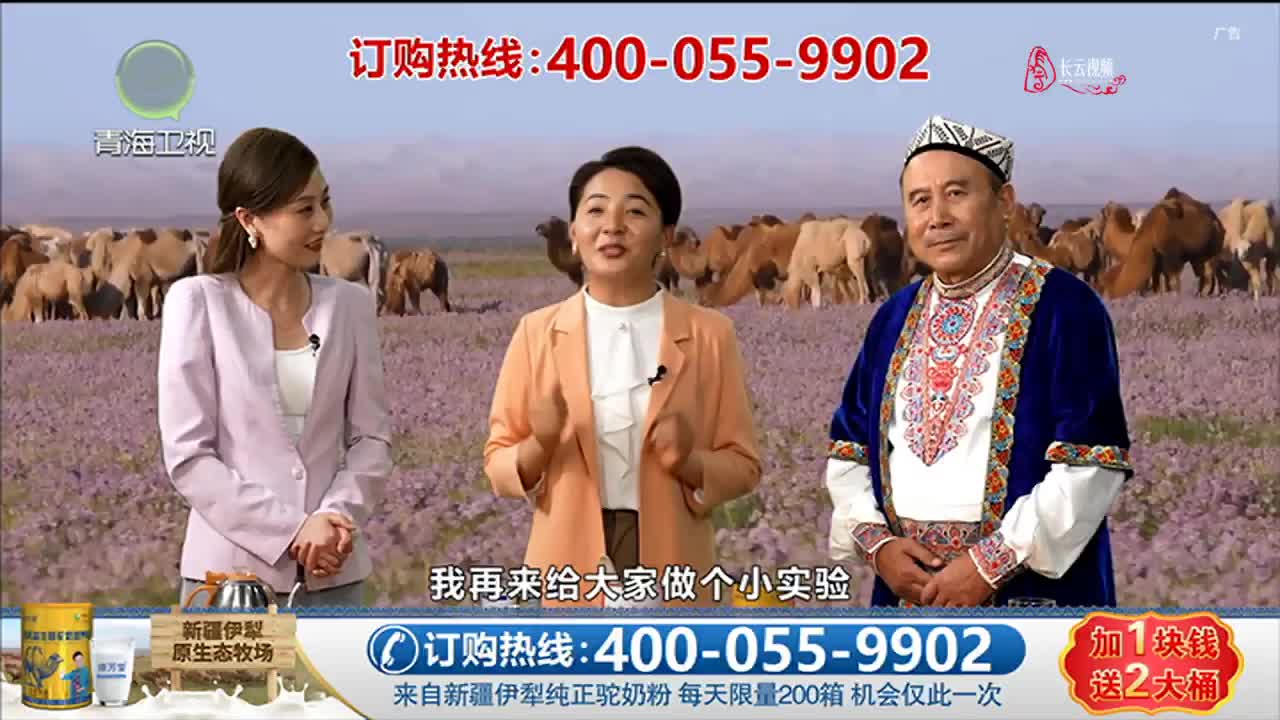 广告
订购热线:400-055-9902
长云视频
青海卫视
我再来给大家做个小实验
新疆伊犁
原生态牧场
订购热线:400-055-9902
来自新疆伊犁纯正驼奶粉 每天限量200箱 机会仅此一次
加1块钱
送2大桶